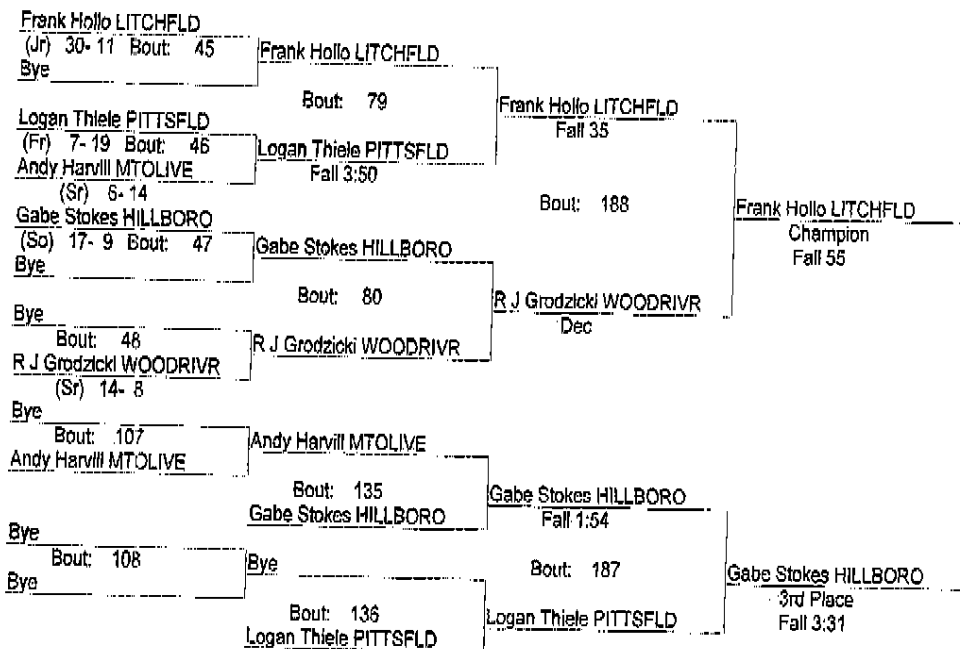 Frank Hollo LITCHFLD
(Jr) 30- 11 Bout: 45
Bye
Frank Hollo LITCHFLD
Logan Thiele PITTSFLD
(Fr) 7- 19 Bout: 46
Andy Harvill MTOLIVE
(Sr) 6- 14
Bout: 79
Logan Thiele PITTSFLD
Fall 3:50
Frank Hollo LITCHFLD
Fall 35
Gabe Stokes HILLBORO
(So) 17- 9 Bout: 47
Bye
Gabe Stokes HILLBORO
Bye
Bout: 48
R J Grodzicki WOODRIVR
(Sr) 14- 8
Bout: 80
R J Grodzicki WOODRIVR
Bout: 188
R J Grodzicki WOODRIVR
Dec
Frank Hollo LITCHFLD
Champion
Fall 55
Bye
Bout: 107
Andy Harvill MTOLIVE
Andy Harvill MTOLIVE
Bout: 135
Gabe Stokes HILLBORO
Gabe Stokes HILLBORO
Fall 1:54
Bye
Bout: 108
Bye
Bye
Bout: 136
Logan Thiele PITTSFLD
Bout: 187
Logan Thiele PITTSFLD
Gabe Stokes HILLBORO
3rd Place
Fall 3:31